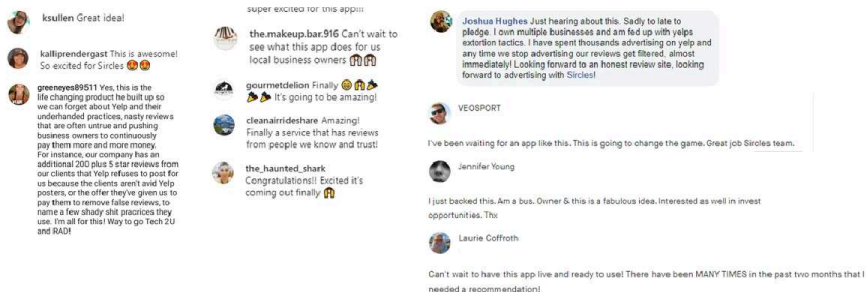 ksullen Great idea!
kalliprendergast This is awesome!
So excited for Sircles 😍😍
greeneyes89511 Yes, this is the
life changing product he built up so
we can forget about Yelp and their
underhanded practices, nasty reviews
that are often untrue and pushing
business owners to continuously
pay them more and more money.
For instance, our company has an
additional 200 plus 5 star reviews from
our clients that Yelp refuses to post for
us because the clients aren't avid Yelp
posters, or the offer they've given us to
pay them to remove false reviews, to
name a few shady shit pracrices they
use. I'm all for this! Way to go Tech 2U
and RAD!
super excited for this app!!!
the.makeup.bar.916 Can't wait to
see what this app does for us
local business owners 🙌🙌
gourmetdelion Finally 😊🙌🎉
🎉🎉 It's going to be amazing!
cleanairrideshare Amazing!
Finally a service that has reviews
from people we know and trust!
the_haunted_shark
Congratulations!! Excited it's
coming out finally 🙌
Joshua Hughes Just hearing about this. Sadly to late to
pledge. I own multiple businesses and am fed up with yelps
extortion tactics. I have spent thousands advertising on yelp and
any time we stop advertising our reviews get filtered, almost
immediately! Looking forward to an honest review site, looking
forward to advertising with Sircles!
VEOSPORT
I've been waiting for an app like this. This is going to change the game. Great job Sircles team.
Jennifer Young
I just backed this. Am a bus. Owner & this is a fabulous idea. Interested as well in invest
opportunities. Thx
Laurie Coffroth
Can't wait to have this app live and ready to use! There have been MANY TIMES in the past two months that I
needed a recommendation!